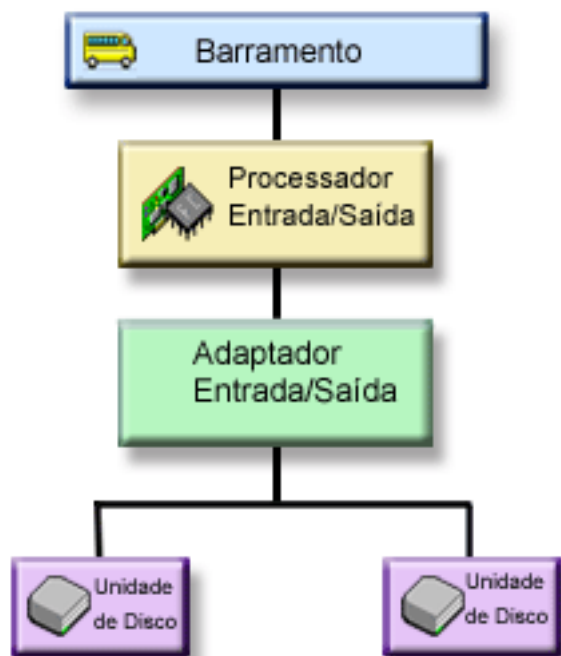 Barramento
Processador
Entrada/Saída
Adaptador
Entrada/Saída
Unidade
de Disco
Unidade
de Disco